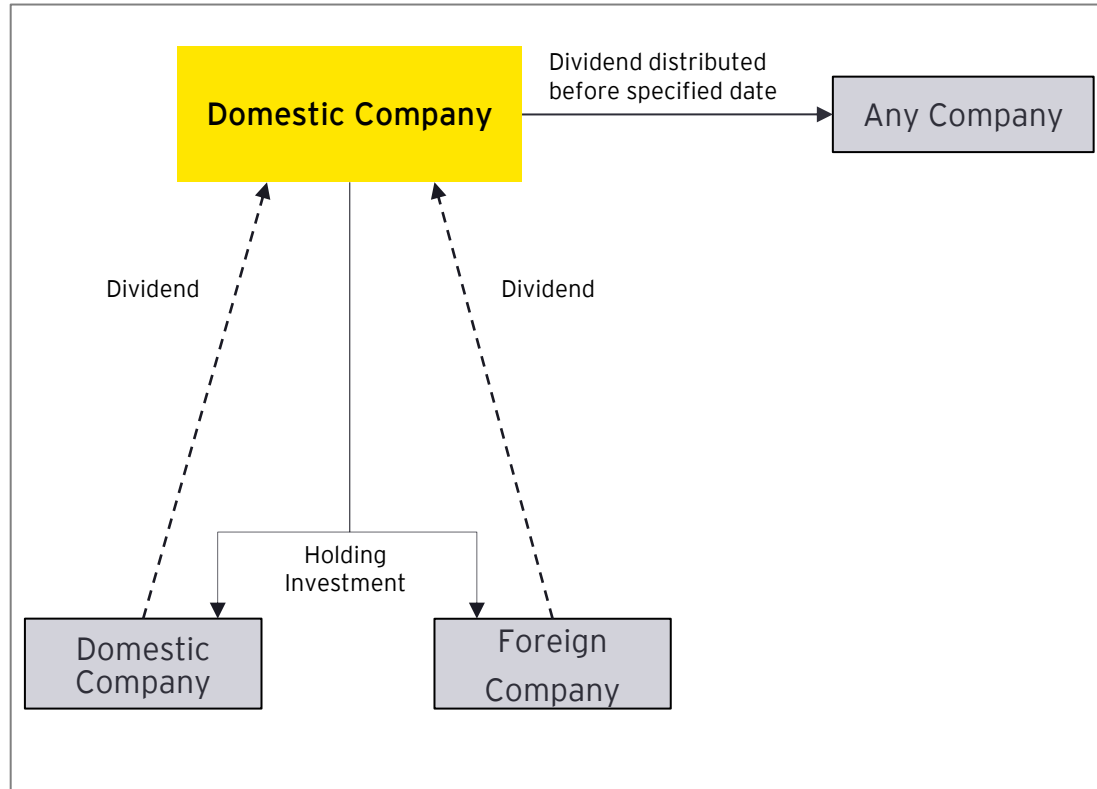 Dividend distributed
before specified date
Domestic Company
Any Company
Dividend
Dividend
Holding
Investment
Domestic
Company
Foreign
Company